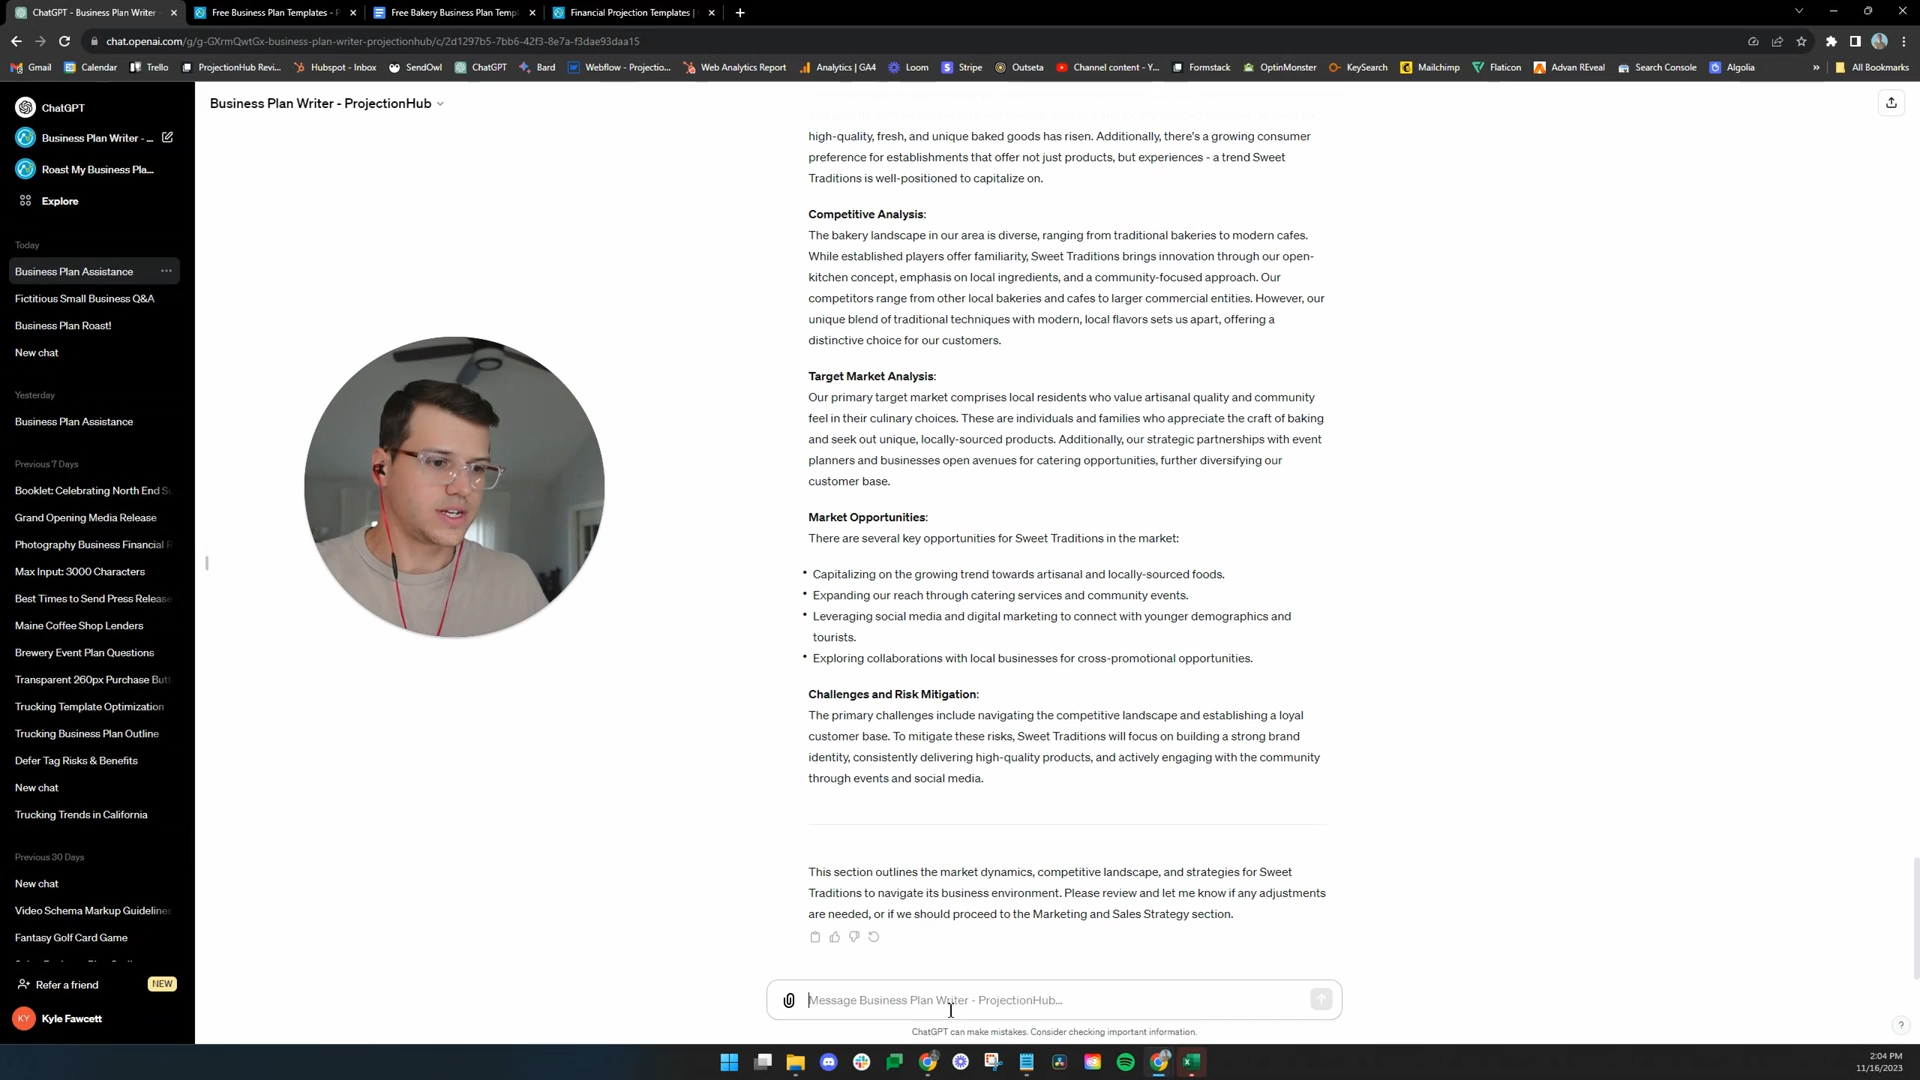 ChatGPT - Business Plan Writer
Free Business Plan Templates - P
Free Bakery Business Plan Templ
Financial Projection Templates |
chat.openai.com/g/g-GXrmQwtGx-business-plan-writer-projectionhub/c/2d1297b5-7bb6-42f3-8e7a-f3dae93daa15
Gmail
Calendar
Trello
ProjectionHub Revi...
Hubspot - Inbox
SendOwl
ChatGPT
Bard
Webflow - Projectio...
Web Analytics Report
Analytics | GA4
Loom
Stripe
Outseta
Channel content - Y...
Formstack
OptinMonster
KeySearch
Mailchimp
Flaticon
Advan REveal
Search Console
Algolia
»
All Bookmarks
ChatGPT
Business Plan Writer - ...
Roast My Business Pla...
Explore
Today
Business Plan Assistance
Fictitious Small Business Q&A
Business Plan Roast!
New chat
Yesterday
Business Plan Assistance
Previous 7 Days
Booklet: Celebrating North End
Grand Opening Media Release
Photography Business Financial
Max Input: 3000 Characters
Best Times to Send Press Release
Maine Coffee Shop Lenders
Brewery Event Plan Questions
Transparent 260px Purchase
Trucking Template Optimization
Trucking Business Plan Outline
Defer Tag Risks & Benefits
New chat
Trucking Trends in California
Previous 30 Days
New chat
Video Schema Markup Guideline
Fantasy Golf Card Game
Refer a friend
NEW
KY
Kyle Fawcett
Business Plan Writer - ProjectionHub
high-quality, fresh, and unique baked goods has risen. Additionally, there's a growing consumer
preference for establishments that offer not just products, but experiences - a trend Sweet
Traditions is well-positioned to capitalize on.
Competitive Analysis:
The bakery landscape in our area is diverse, ranging from traditional bakeries to modern cafes.
While established players offer familiarity, Sweet Traditions brings innovation through our open-
kitchen concept, emphasis on local ingredients, and a community-focused approach. Our
competitors range from other local bakeries and cafes to larger commercial entities. However, our
unique blend of traditional techniques with modern, local flavors sets us apart, offering a
distinctive choice for our customers.
Target Market Analysis:
Our primary target market comprises local residents who value artisanal quality and community
feel in their culinary choices. These are individuals and families who appreciate the craft of baking
and seek out unique, locally-sourced products. Additionally, our strategic partnerships with event
planners and businesses open avenues for catering opportunities, further diversifying our
customer base.
Market Opportunities:
There are several key opportunities for Sweet Traditions in the market:
• Capitalizing on the growing trend towards artisanal and locally-sourced foods.
• Expanding our reach through catering services and community events.
• Leveraging social media and digital marketing to connect with younger demographics and
tourists.
• Exploring collaborations with local businesses for cross-promotional opportunities.
Challenges and Risk Mitigation:
The primary challenges include navigating the competitive landscape and establishing a loyal
customer base. To mitigate these risks, Sweet Traditions will focus on building a strong brand
identity, consistently delivering high-quality products, and actively engaging with the community
through events and social media.
This section outlines the market dynamics, competitive landscape, and strategies for Sweet
Traditions to navigate its business environment. Please review and let me know if any adjustments
are needed, or if we should proceed to the Marketing and Sales Strategy section.
Message Business Plan Writer - ProjectionHub...
ChatGPT can make mistakes. Consider checking important information.
?
2:04 PM
11/16/2023